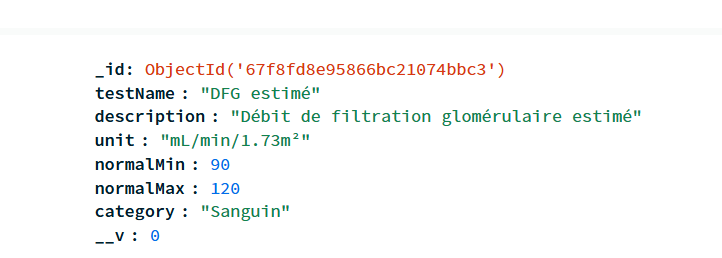 _id: ObjectId('67f8fd8e95866bc21074bbc3')
testName : "DFG estimé"
description : "Débit de filtration glomérulaire estimé"
unit : "mL/min/1.73m²"
normalMin : 90
normalMax : 120
category : "Sanguin"
__v : 0